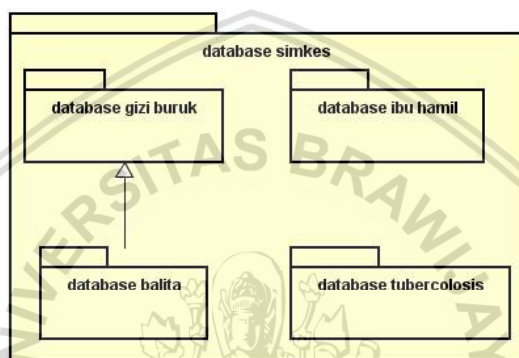 database simkes
database gizi buruk
database ibu hamil
database balita
database tubercolosis
UNIVERSITAS BRAWIJAYA